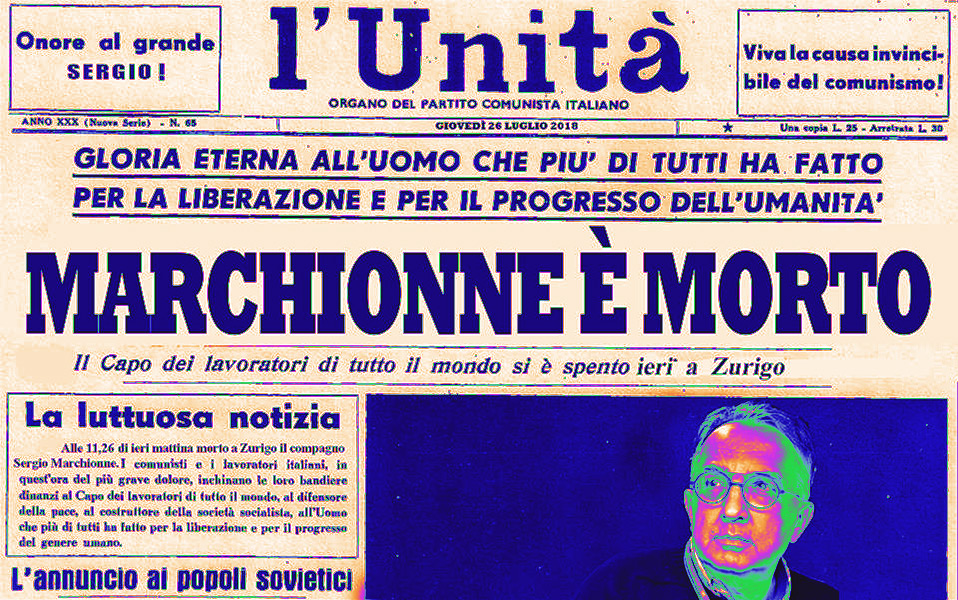 Onore al grande
SERGIO!
l'Unità
ORGANO DEL PARTITO COMUNISTA ITALIANO
Viva la causa invinci-
bile del comunismo!
ANNO XXX (Nuova Serie) - N. 65
GIOVEDÌ 26 LUGLIO 2018
★ Una copia L. 25 - Arretrata L. 30
GLORIA ETERNA ALL'UOMO CHE PIU' DI TUTTI HA FATTO
PER LA LIBERAZIONE E PER IL PROGRESSO DELL'UMANITA'
MARCHIONNE È MORTO
Il Capo dei lavoratori di tutto il mondo si è spento ieri a Zurigo
La luttuosa notizia
Alle 11,26 di ieri mattina morto a Zurigo il compagno
Sergio Marchionne. I comunisti e i lavoratori italiani, in
quest'ora del più grave dolore, inchinano le loro bandiere
dinanzi al Capo dei lavoratori di tutto il mondo, al difensore
della pace, al costruttore della società socialista, all'Uomo
che più di tutti ha fatto per la liberazione e per il progresso
del genere umano.
L'annuncio ai popoli sovietici